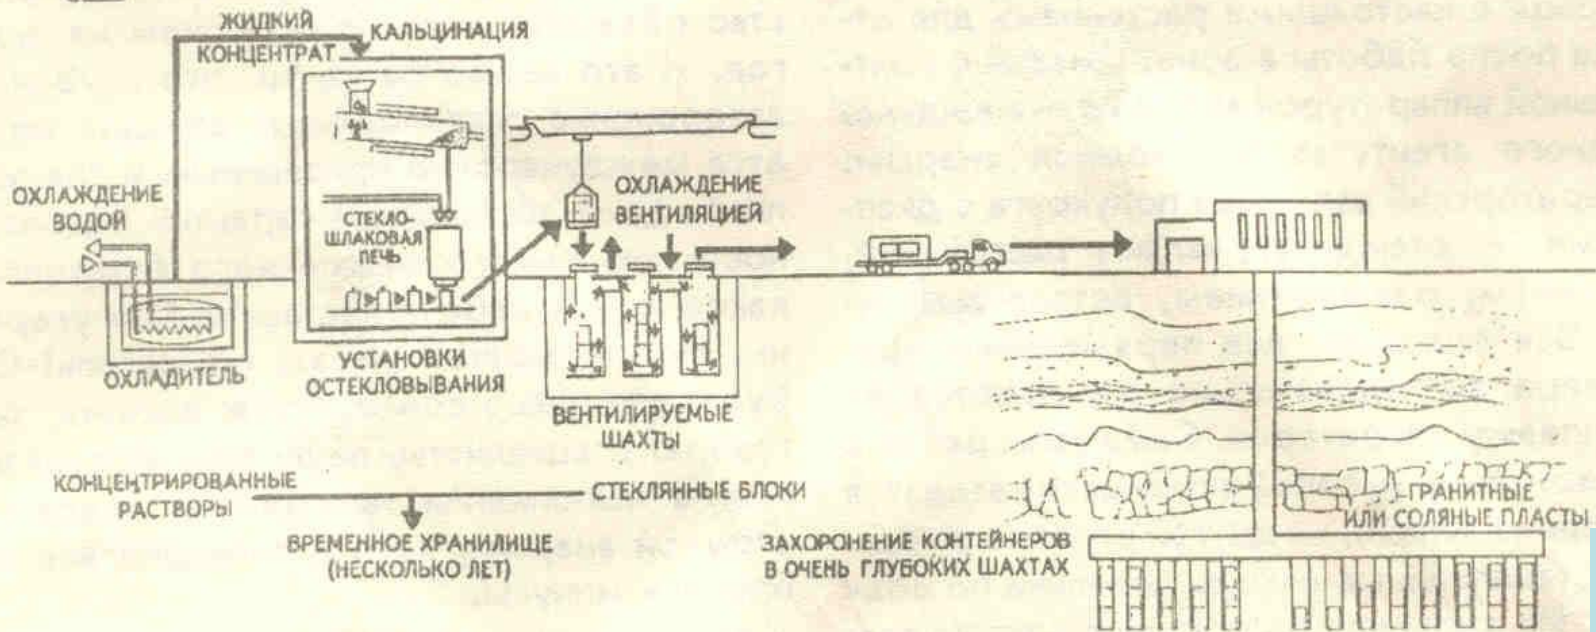 ЖИДКИЙ
КОНЦЕНТРАТ
КАЛЬЦИНАЦИЯ
ОХЛАЖДЕНИЕ
ВОДОЙ
СТЕКЛО-
ШЛАКОВАЯ
ПЕЧЬ
ОХЛАЖДЕНИЕ
ВЕНТИЛЯЦИЕЙ
ОХЛАДИТЕЛЬ
УСТАНОВКИ
ОСТЕКЛОВЫВАНИЯ
ВЕНТИЛИРУЕМЫЕ
ШАХТЫ
КОНЦЕНТРИРОВАННЫЕ
РАСТВОРЫ
СТЕКЛЯННЫЕ БЛОКИ
ВРЕМЕННОЕ ХРАНИЛИЩЕ
(НЕСКОЛЬКО ЛЕТ)
ГРАНИТНЫЕ
ИЛИ СОЛЯНЫЕ ПЛАСТЫ
ЗАХОРОНЕНИЕ КОНТЕЙНЕРОВ
В ОЧЕНЬ ГЛУБОКИХ ШАХТАХ